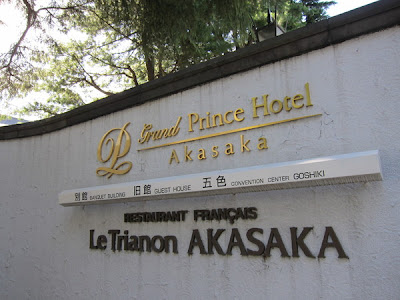 Grand Prince Hotel
Akasaka
別館 BANQUET BUILDING 旧館 GUEST HOUSE 五色 CONVENTION CENTER GOSHIKI
RESTAURANT FRANÇAIS
Le Trianon AKASAKA